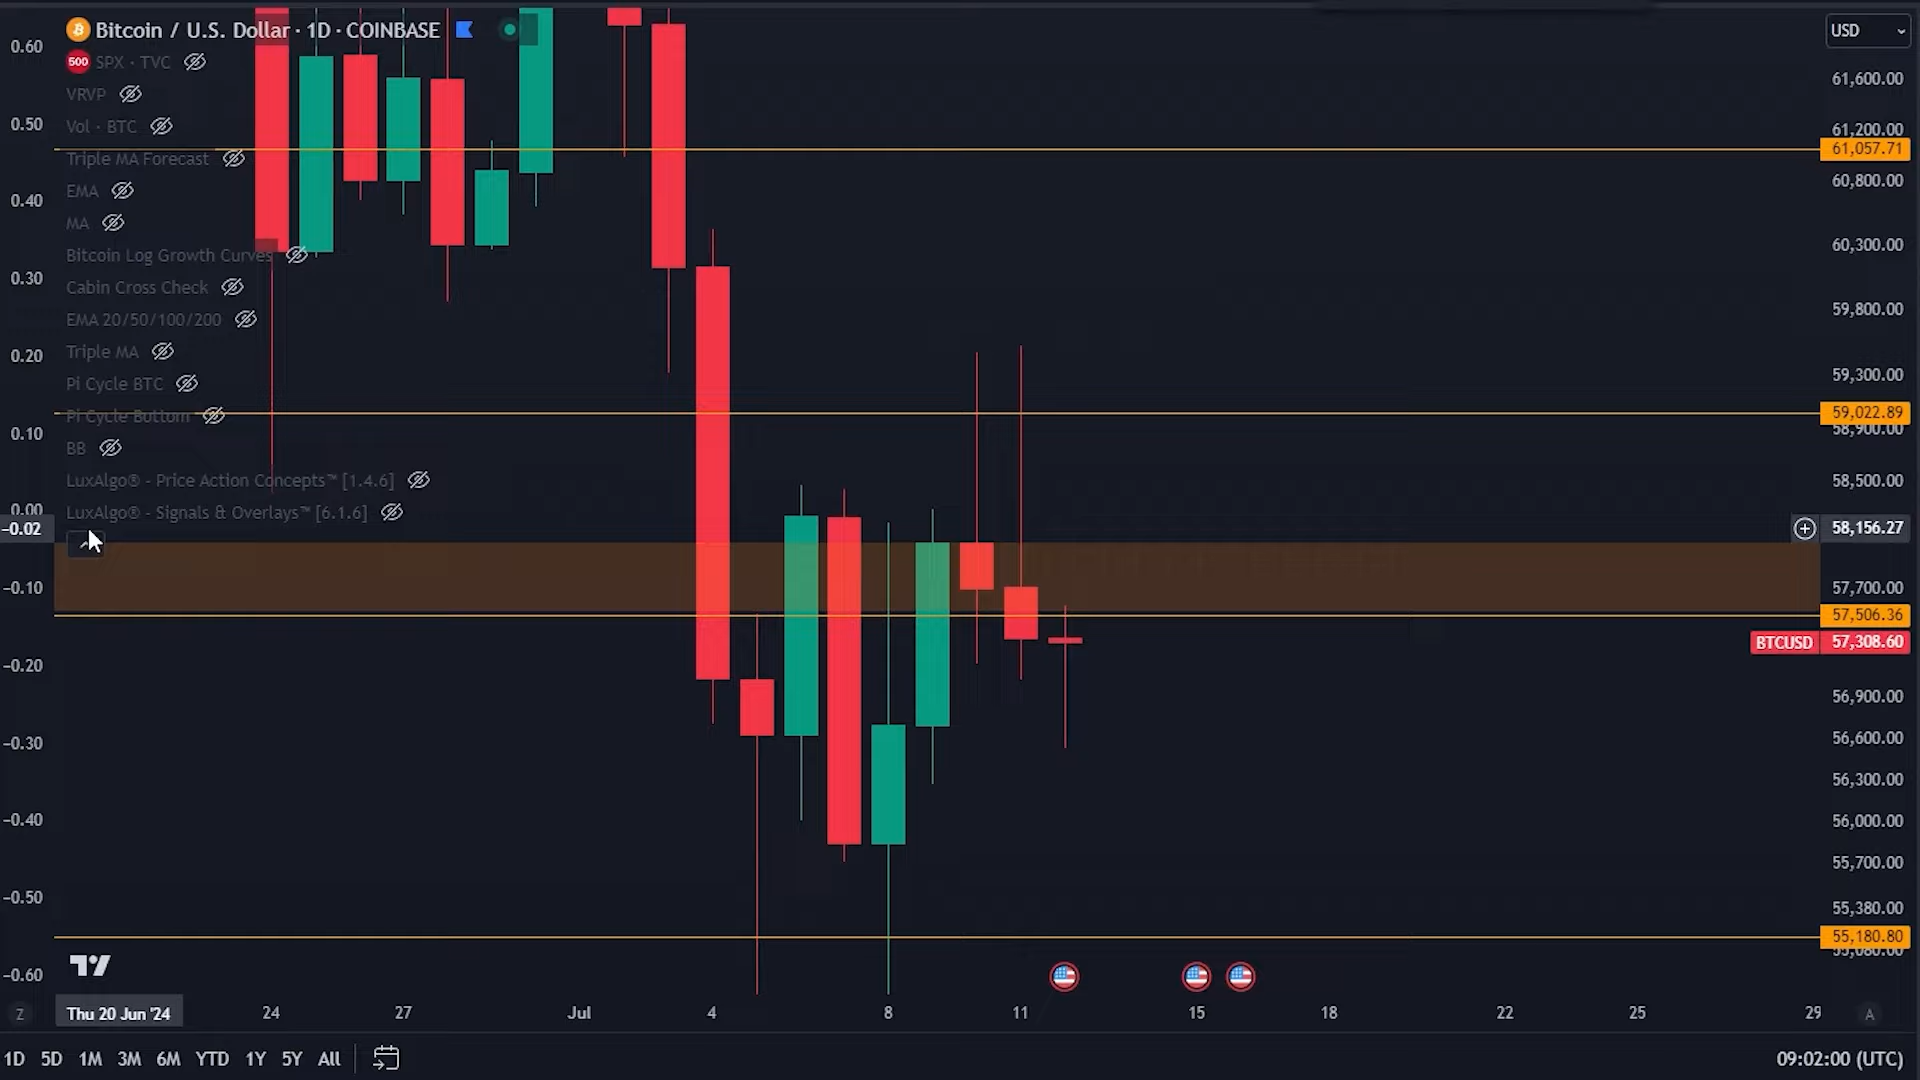 Bitcoin / U.S. Dollar · 1D · COINBASE
500 SPX · TVC
VRVP
Vol · BTC
Triple MA Forecast
EMA
MA
Bitcoin Log Growth Curves
Cabin Cross Check
EMA 20/50/100/200
Triple MA
Pi Cycle BTC
Pi Cycle Bottom
BB
LuxAlgo® - Price Action Concepts™ [1.4.6]
LuxAlgo® - Signals & Overlays™ [6.1.6]
0.60
0.50
0.40
0.30
0.20
0.10
0.00
−0.02
−0.10
−0.20
−0.30
−0.40
−0.50
−0.60
USD
61,600.00
61,200.00
61,057.71
60,800.00
60,300.00
59,800.00
59,300.00
59,022.89
58,900.00
58,500.00
58,156.27
57,700.00
57,506.36
BTCUSD 57,308.60
56,900.00
56,600.00
56,300.00
56,000.00
55,700.00
55,380.00
55,180.80
Z Thu 20 Jun '24 24 27 Jul 4 8 11 15 18 22 25 29 A
1D 5D 1M 3M 6M YTD 1Y 5Y All 09:02:00 (UTC)